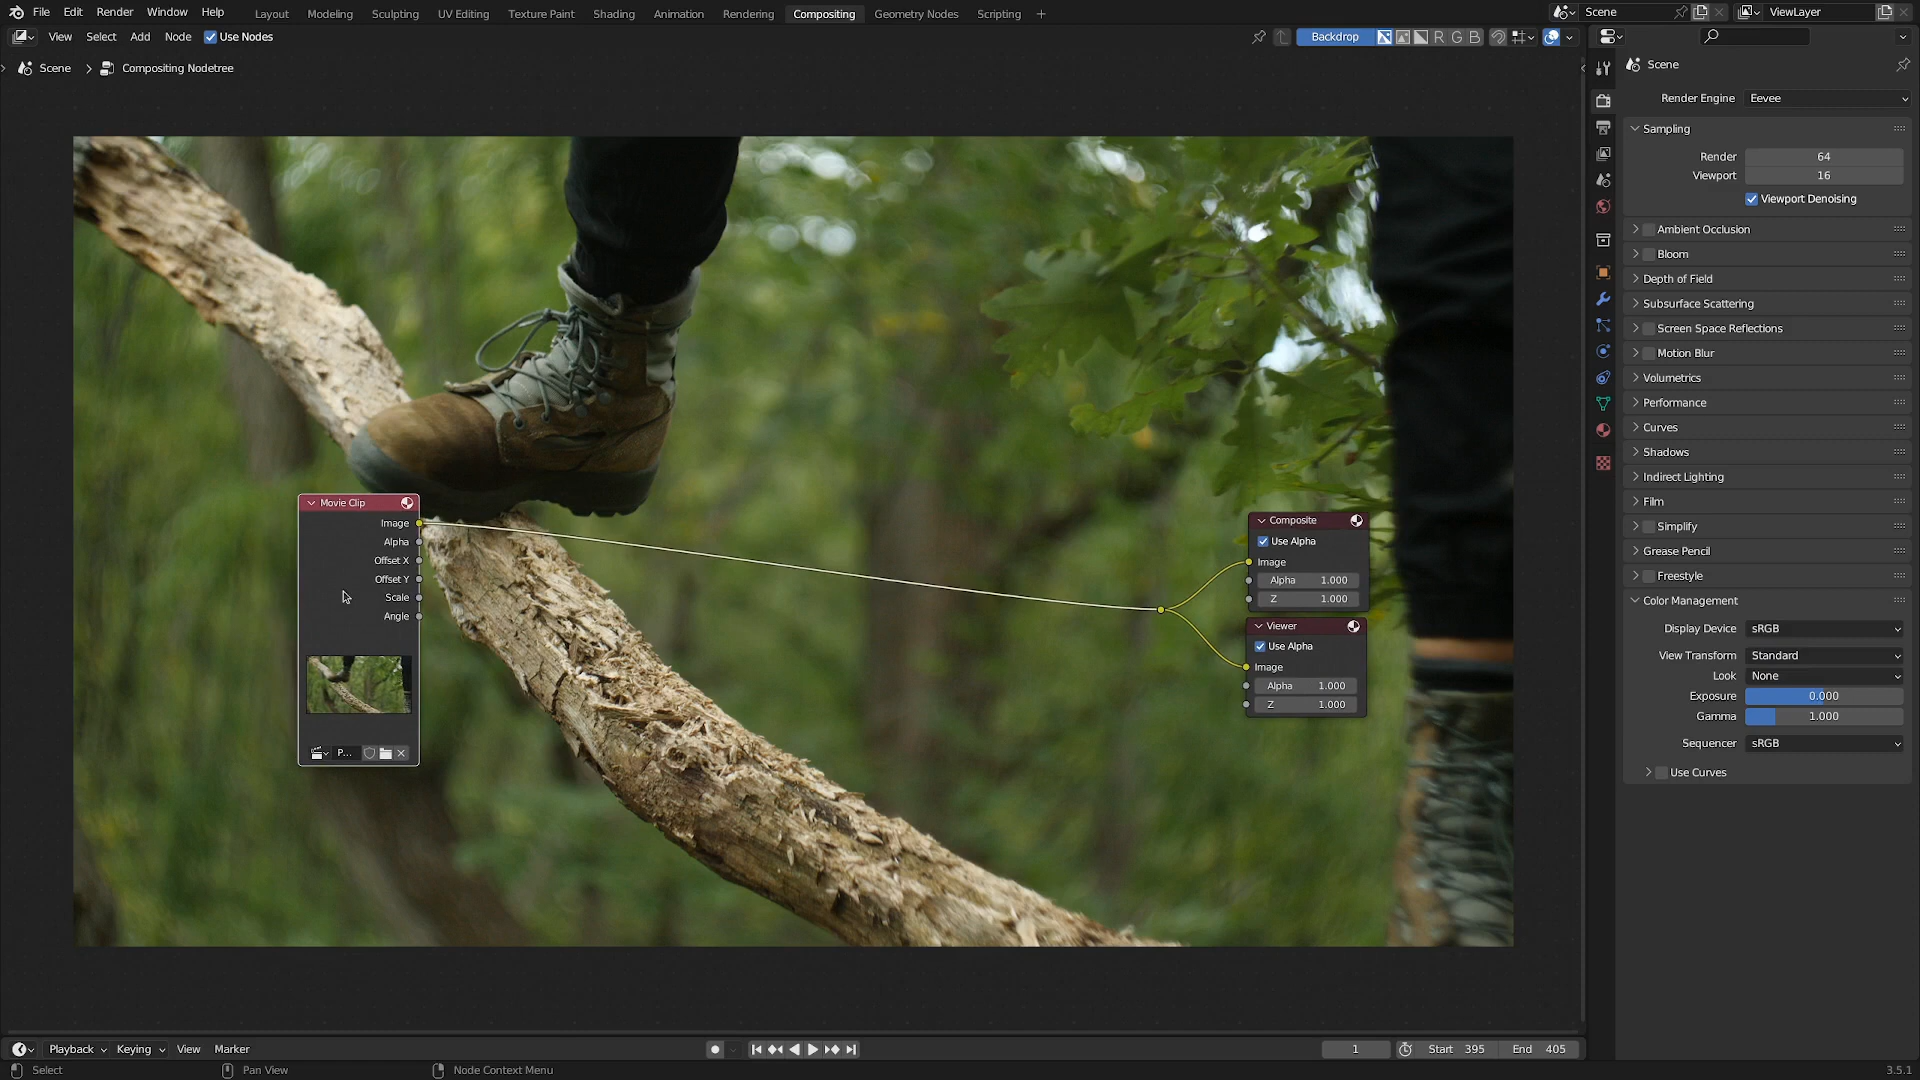 File Edit Render Window Help Layout Modeling Sculpting UV Editing Texture Paint Shading Animation Rendering Compositing Geometry Nodes Scripting + Scene ViewLayer
View Select Add Node Use Nodes Backdrop R G B
Scene > Compositing Nodetree
Scene
Render Engine Eevee
Sampling
Render 64
Viewport 16
Viewport Denoising
Ambient Occlusion
Bloom
Depth of Field
Subsurface Scattering
Screen Space Reflections
Motion Blur
Volumetrics
Performance
Curves
Shadows
Indirect Lighting
Film
Simplify
Grease Pencil
Freestyle
Color Management
Display Device sRGB
View Transform Standard
Look None
Exposure 0.000
Gamma 1.000
Sequencer sRGB
Use Curves
Movie Clip
Image
Alpha
Offset X
Offset Y
Scale
Angle
P...
Composite
Use Alpha
Image
Alpha 1.000
Z 1.000
Viewer
Use Alpha
Image
Alpha 1.000
Z 1.000
Playback Keying View Marker 1 Start 395 End 405
Select Pan View Node Context Menu 3.5.1